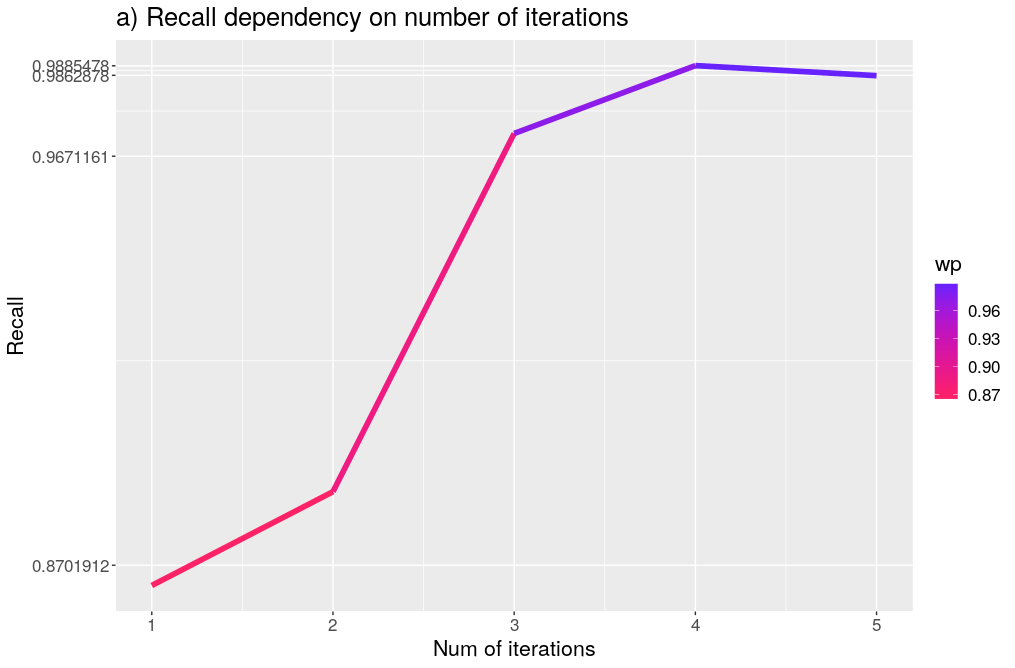 a) Recall dependency on number of iterations
0.9885478
0.9862878
0.9671161
0.8701912
Recall
1 2 3 4 5
Num of iterations
wp
0.96
0.93
0.90
0.87